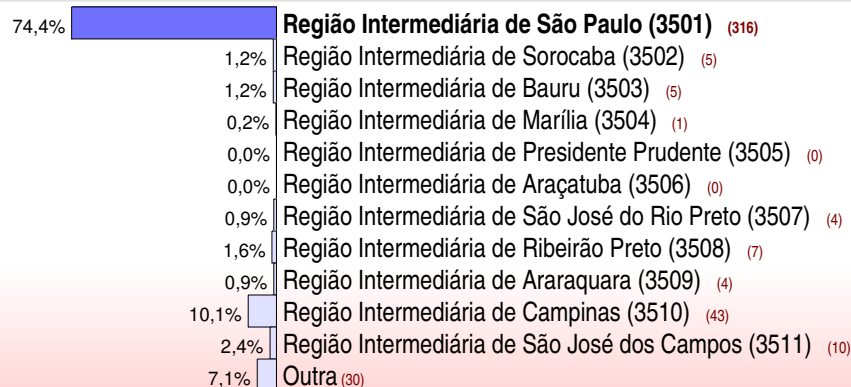 74,4% Região Intermediária de São Paulo (3501) (316)
1,2% Região Intermediária de Sorocaba (3502) (5)
1,2% Região Intermediária de Bauru (3503) (5)
0,2% Região Intermediária de Marília (3504) (1)
0,0% Região Intermediária de Presidente Prudente (3505) (0)
0,0% Região Intermediária de Araçatuba (3506) (0)
0,9% Região Intermediária de São José do Rio Preto (3507) (4)
1,6% Região Intermediária de Ribeirão Preto (3508) (7)
0,9% Região Intermediária de Araraquara (3509) (4)
10,1% Região Intermediária de Campinas (3510) (43)
2,4% Região Intermediária de São José dos Campos (3511) (10)
7,1% Outra (30)